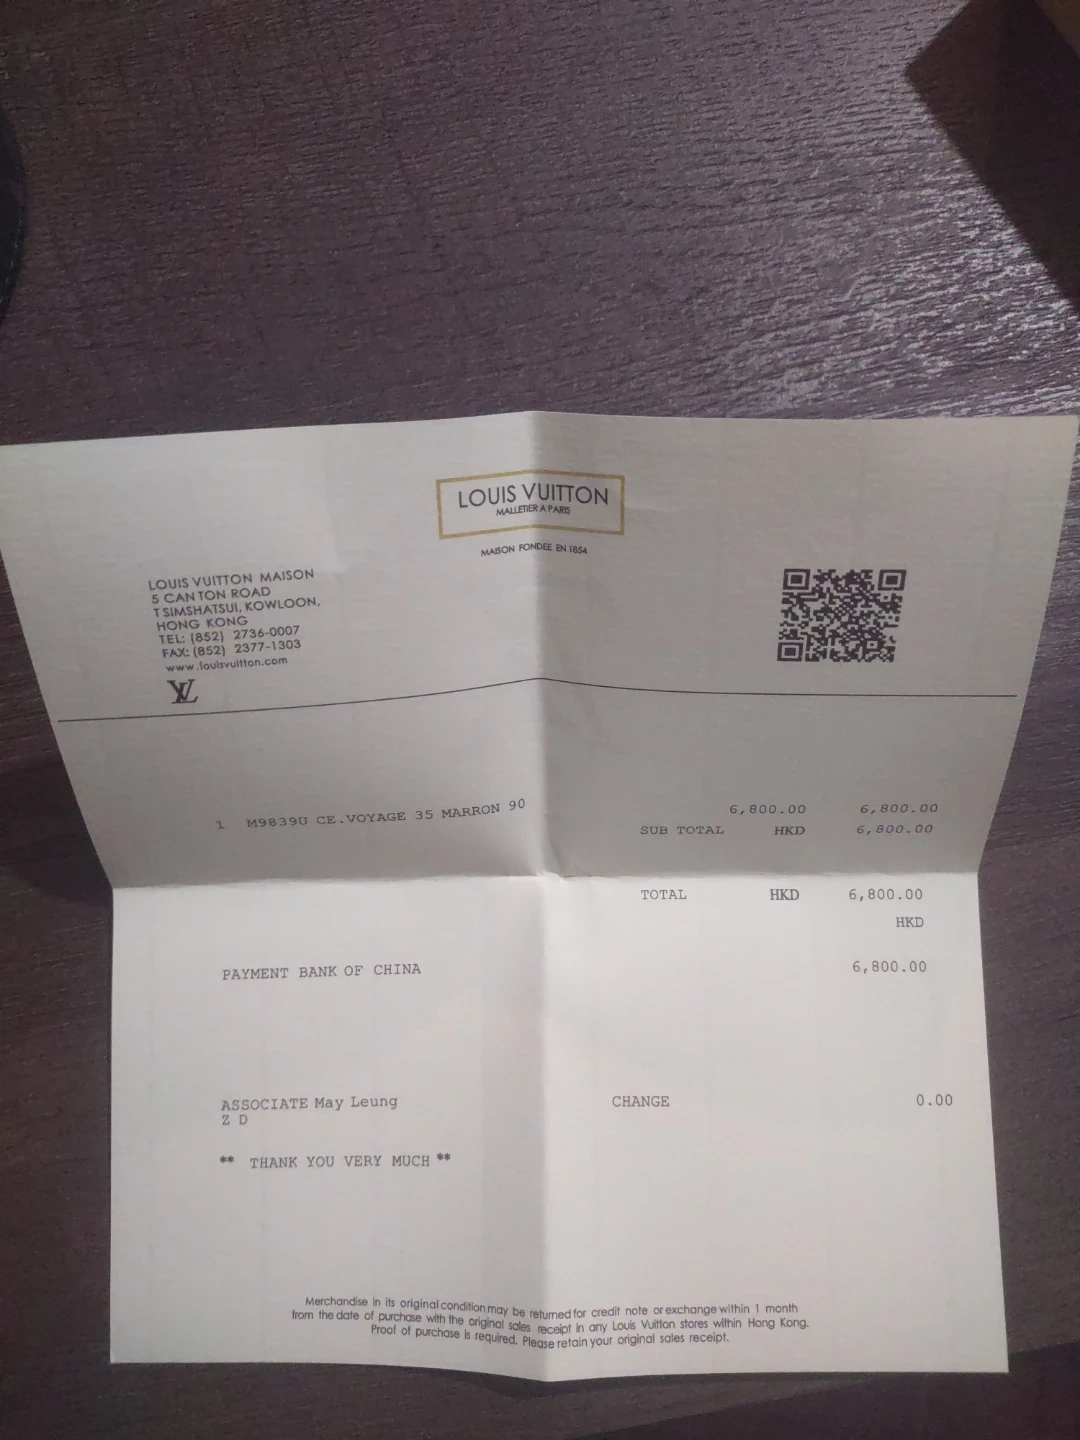 LOUIS VUITTON
MALLETIER A PARIS
MAISON FONDEE EN 1854
LOUIS VUITTON MAISON
5 CANTON ROAD
TSIMSHATSUI, KOWLOON,
HONG KONG
TEL: (852) 2736-0007
FAX: (852) 2377-1303
www.louisvuitton.com
LV
1 M9839U CE.VOYAGE 35 MARRON 90 6,800.00 6,800.00
SUB TOTAL HKD 6,800.00
TOTAL HKD 6,800.00
HKD
PAYMENT BANK OF CHINA 6,800.00
ASSOCIATE May Leung CHANGE 0.00
Z D
** THANK YOU VERY MUCH **
Merchandise in its original condition may be returned for credit note or exchange within 1 month
from the date of purchase with the original sales receipt in any Louis Vuitton stores within Hong Kong.
Proof of purchase is required. Please retain your original sales receipt.